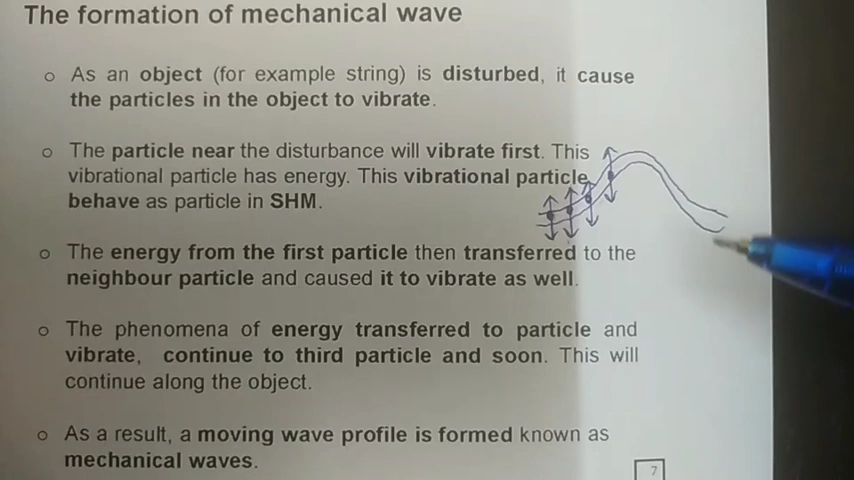 The formation of mechanical wave
o As an object (for example string) is disturbed, it cause
the particles in the object to vibrate.
o The particle near the disturbance will vibrate first. This
vibrational particle has energy. This vibrational particle
behave as particle in SHM.
o The energy from the first particle then transferred to the
neighbour particle and caused it to vibrate as well.
o The phenomena of energy transferred to particle and
vibrate, continue to third particle and soon. This will
continue along the object.
o As a result, a moving wave profile is formed known as
mechanical waves.
7